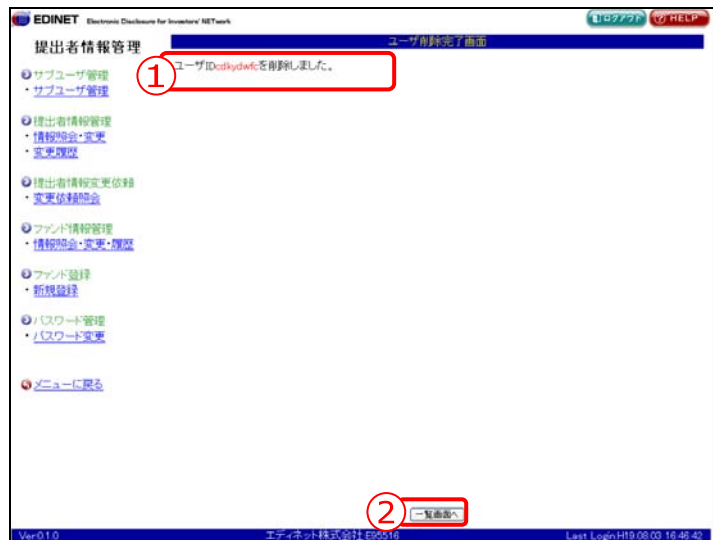 EDINET Electronic Disclosure for Investors' NETwork
ログアウト
HELP
提出者情報管理
ユーザ削除完了画面
①
ユーザIDcdkydwfcを削除しました。
サブユーザ管理
・サブユーザ管理
提出者情報管理
・情報照会・変更
・変更履歴
提出者情報変更依頼
・変更依頼照会
ファンド情報管理
・情報照会・変更・履歴
ファンド登録
・新規登録
パスワード管理
・パスワード変更
メニューに戻る
②
一覧画面へ
Ver0.1.0
エディネット株式会社 E95516
Last Login H19.08.03 16:46:42